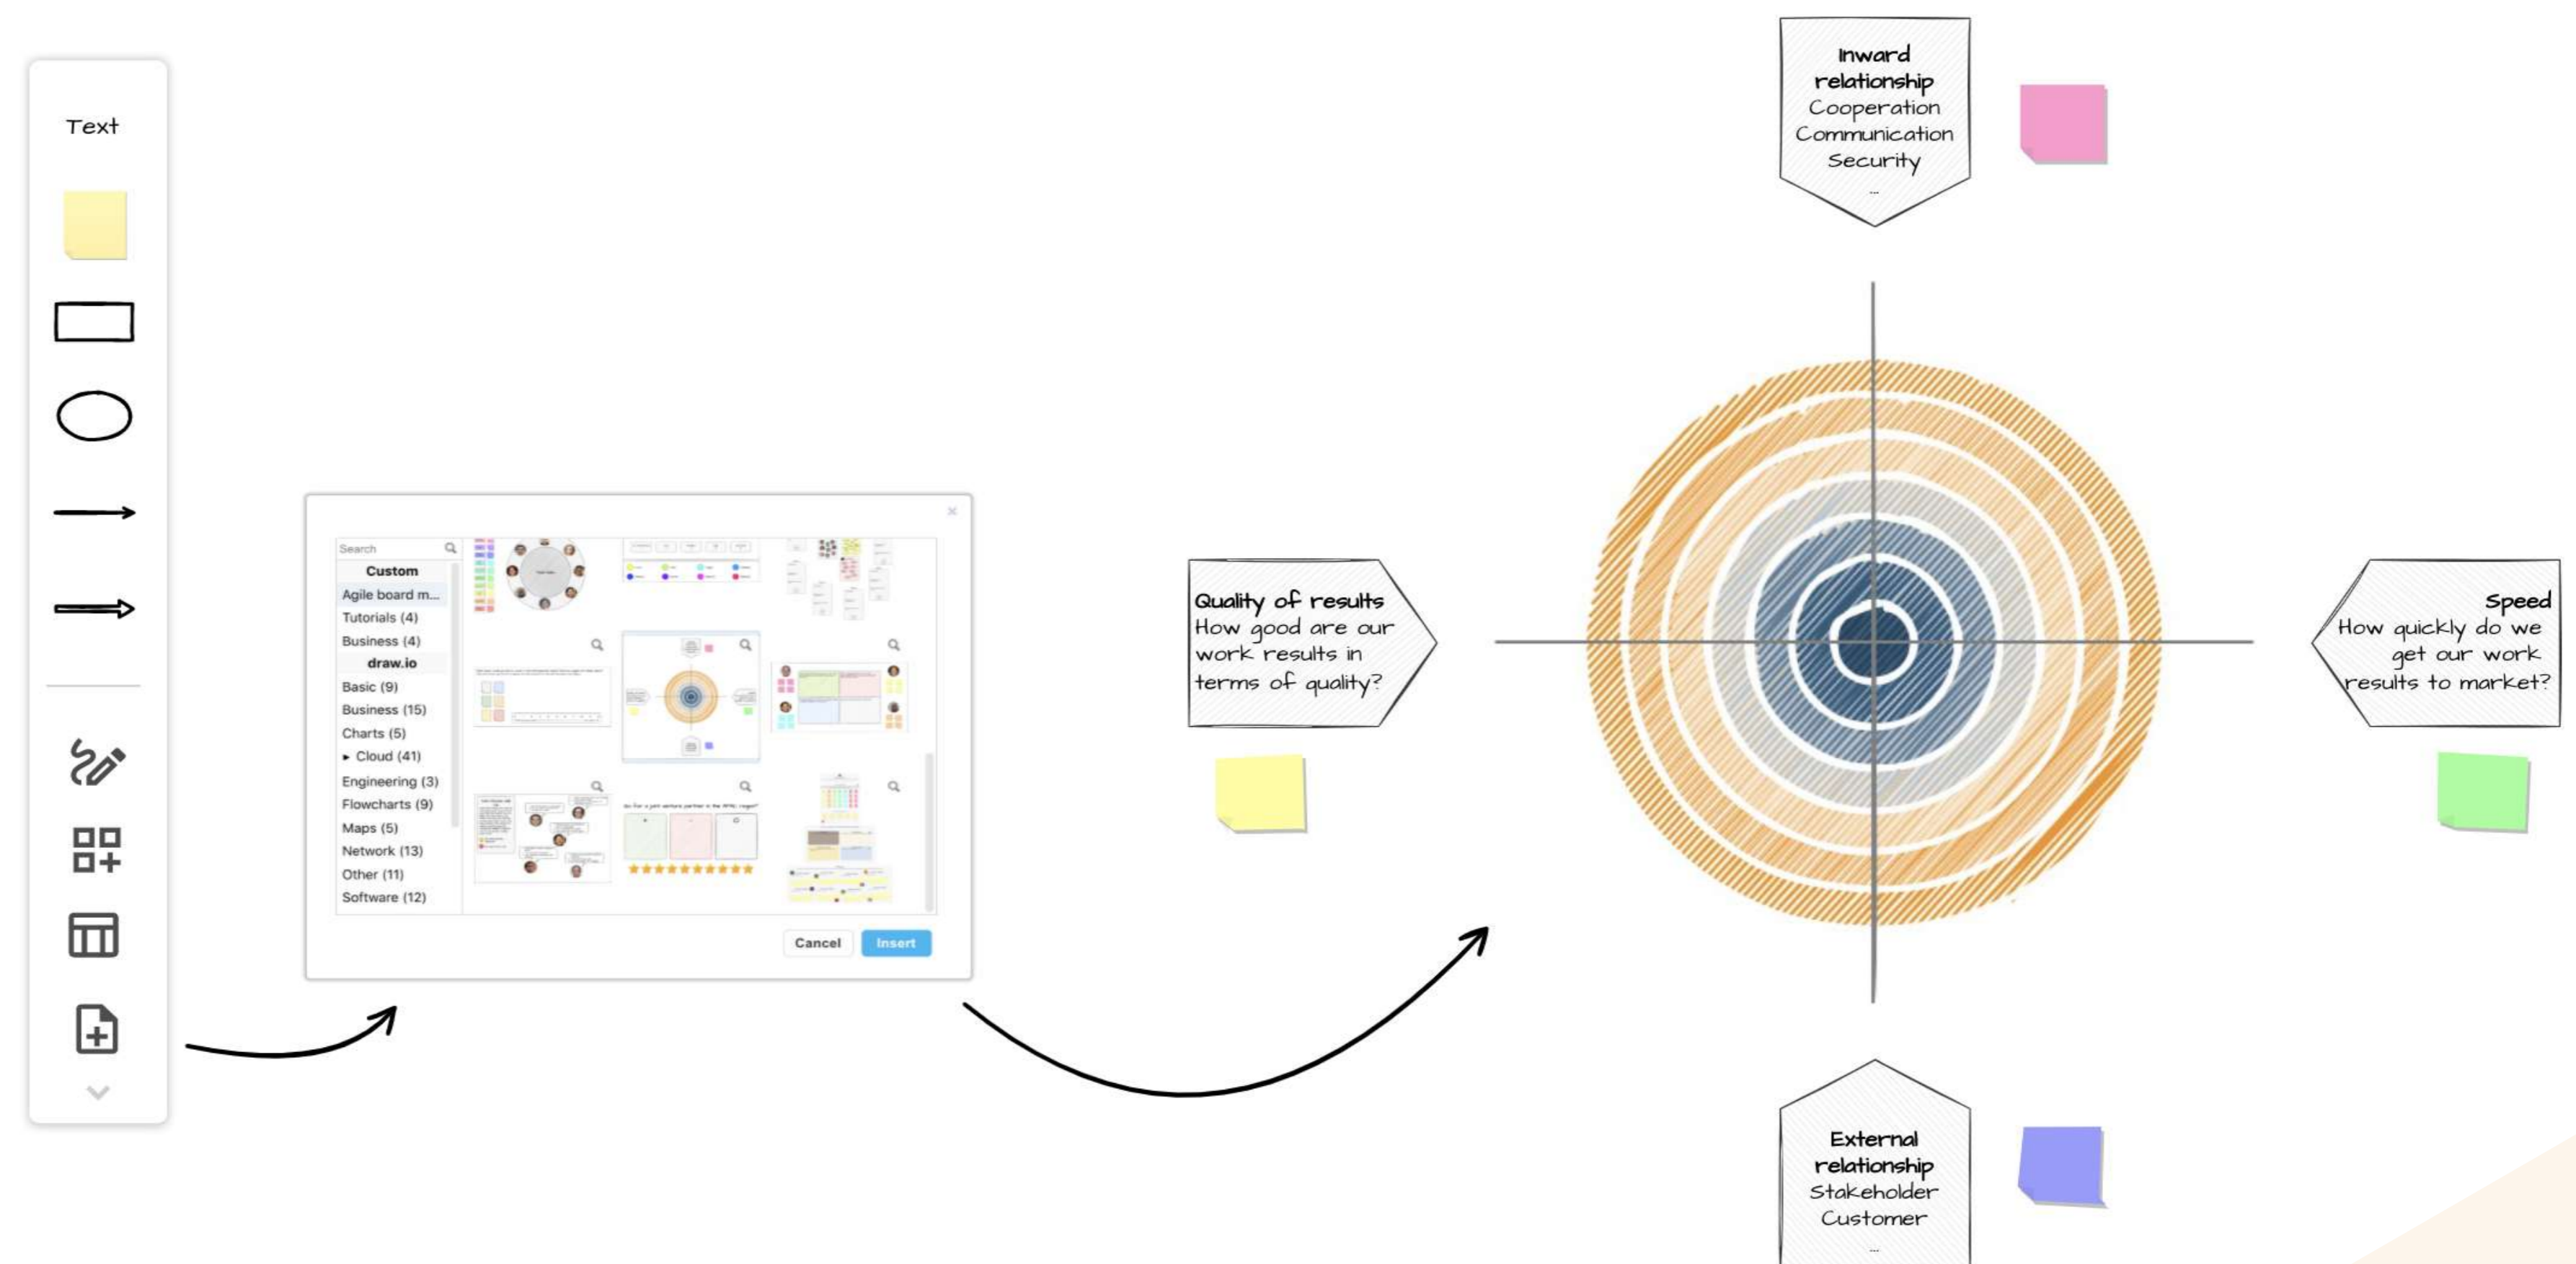 Text
Search
Custom
Agile board m...
Tutorials (4)
Business (4)
draw.io
Basic (9)
Business (15)
Charts (5)
Cloud (41)
Engineering (3)
Flowcharts (9)
Maps (5)
Network (13)
Other (11)
Software (12)
Cancel
Insert
Inward
relationship
Cooperation
Communication
Security
...
Quality of results
How good are our
work results in
terms of quality?
Speed
How quickly do we
get our work
results to market?
External
relationship
Stakeholder
Customer
...